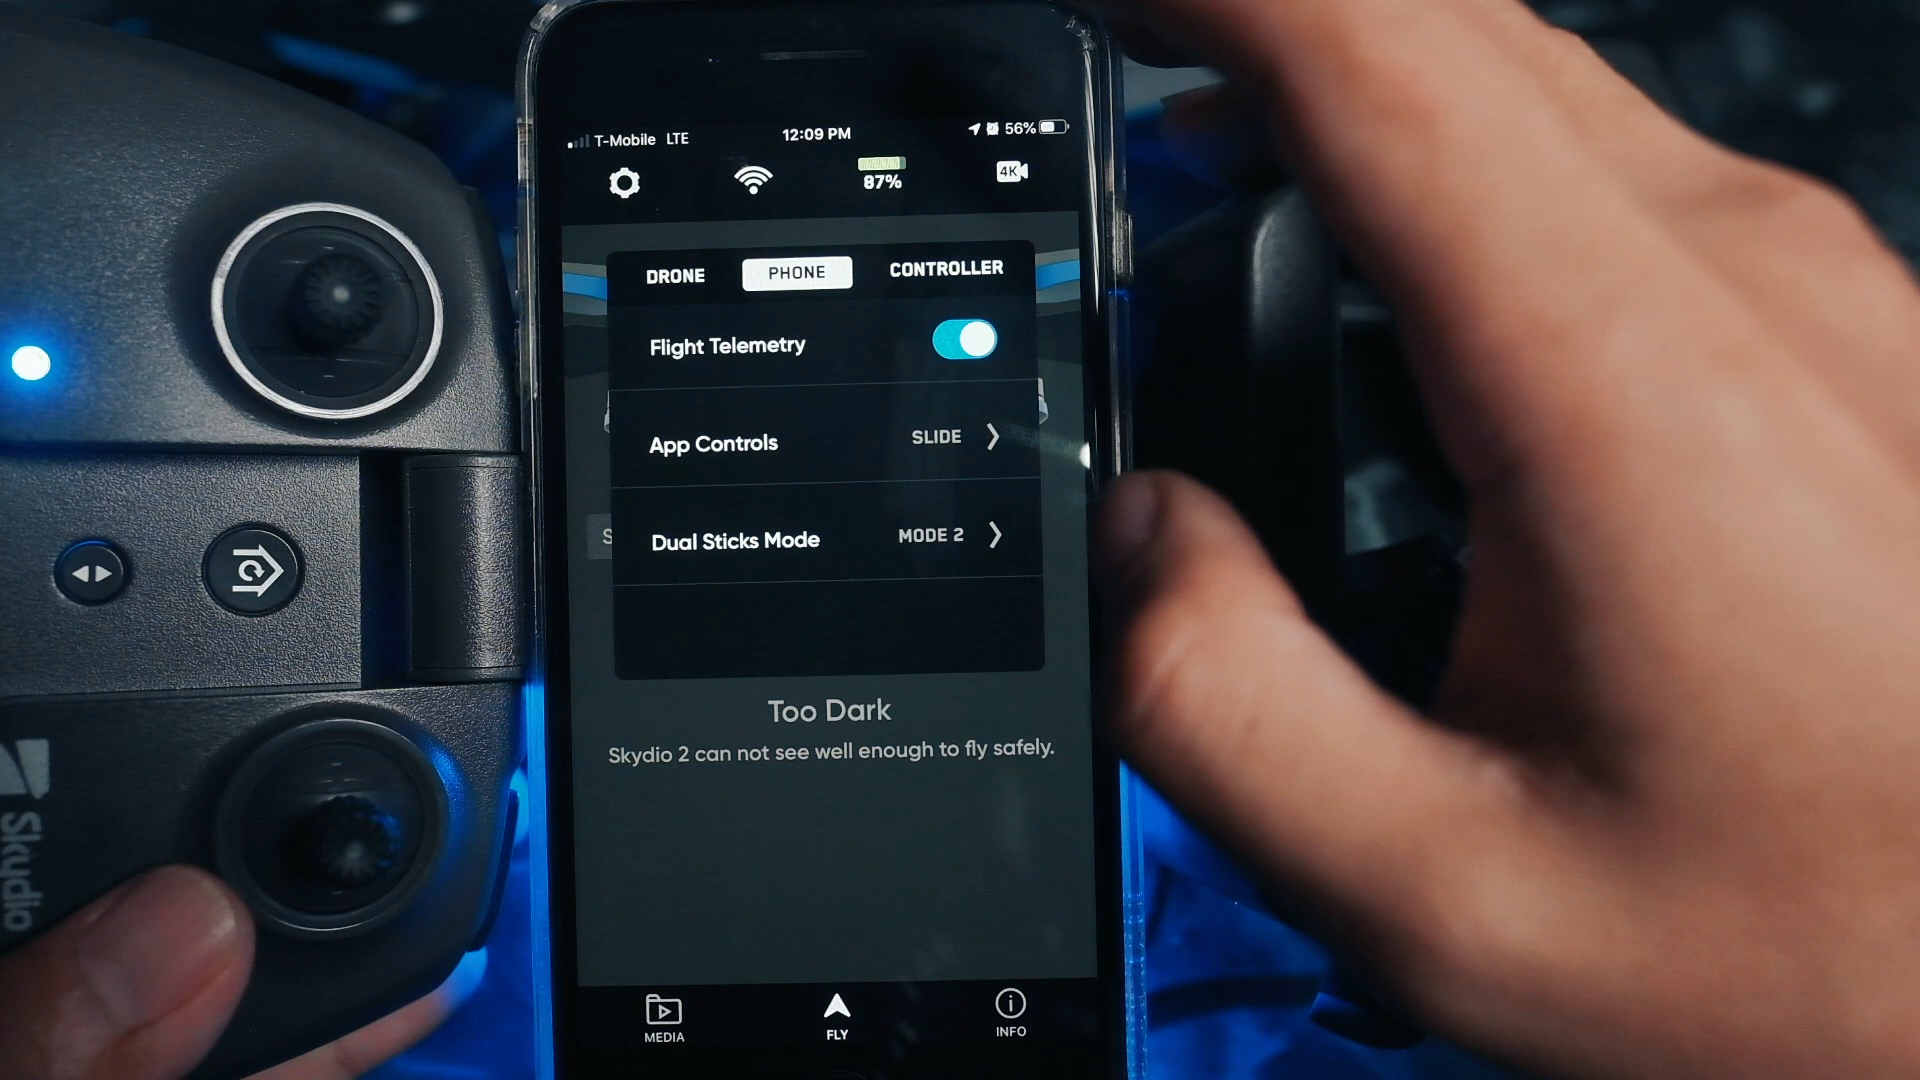 T-Mobile LTE 12:09 PM 56%
87% 4K
DRONE PHONE CONTROLLER
Flight Telemetry
App Controls SLIDE
Dual Sticks Mode MODE 2
S
Too Dark
Skydio 2 can not see well enough to fly safely.
MEDIA FLY INFO
Skydio